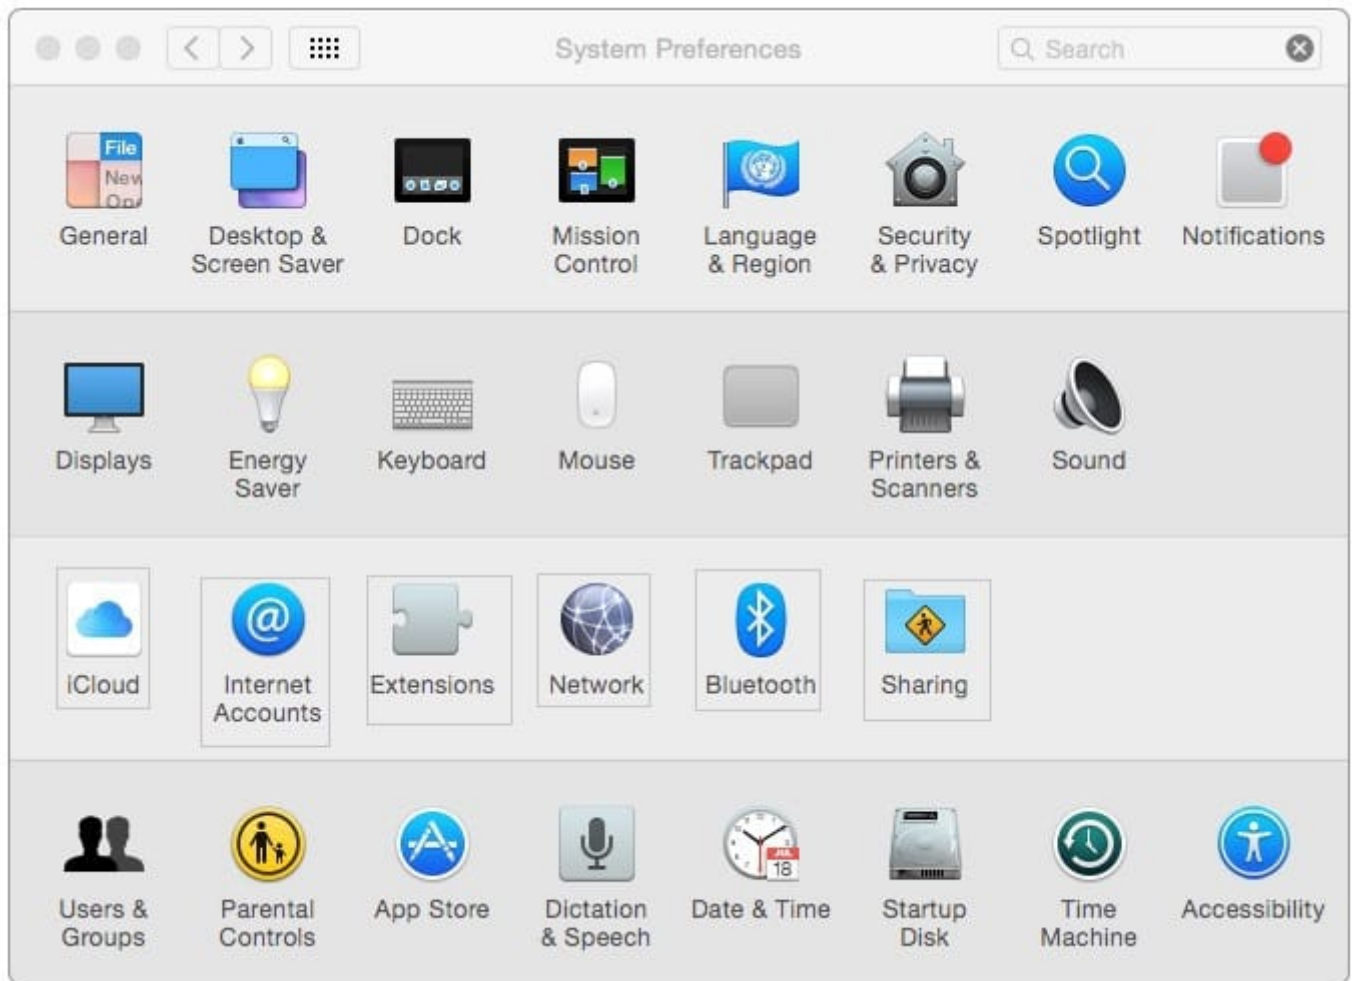 System Preferences
Search
File
New
Ope
General
Desktop &
Screen Saver
Dock
Mission
Control
Language
& Region
Security
& Privacy
Spotlight
Notifications
Displays
Energy
Saver
Keyboard
Mouse
Trackpad
Printers &
Scanners
Sound
@
iCloud
Internet
Accounts
Extensions
Network
Bluetooth
Sharing
JUL
18
Users &
Groups
Parental
Controls
App Store
Dictation
& Speech
Date & Time
Startup
Disk
Time
Machine
Accessibility